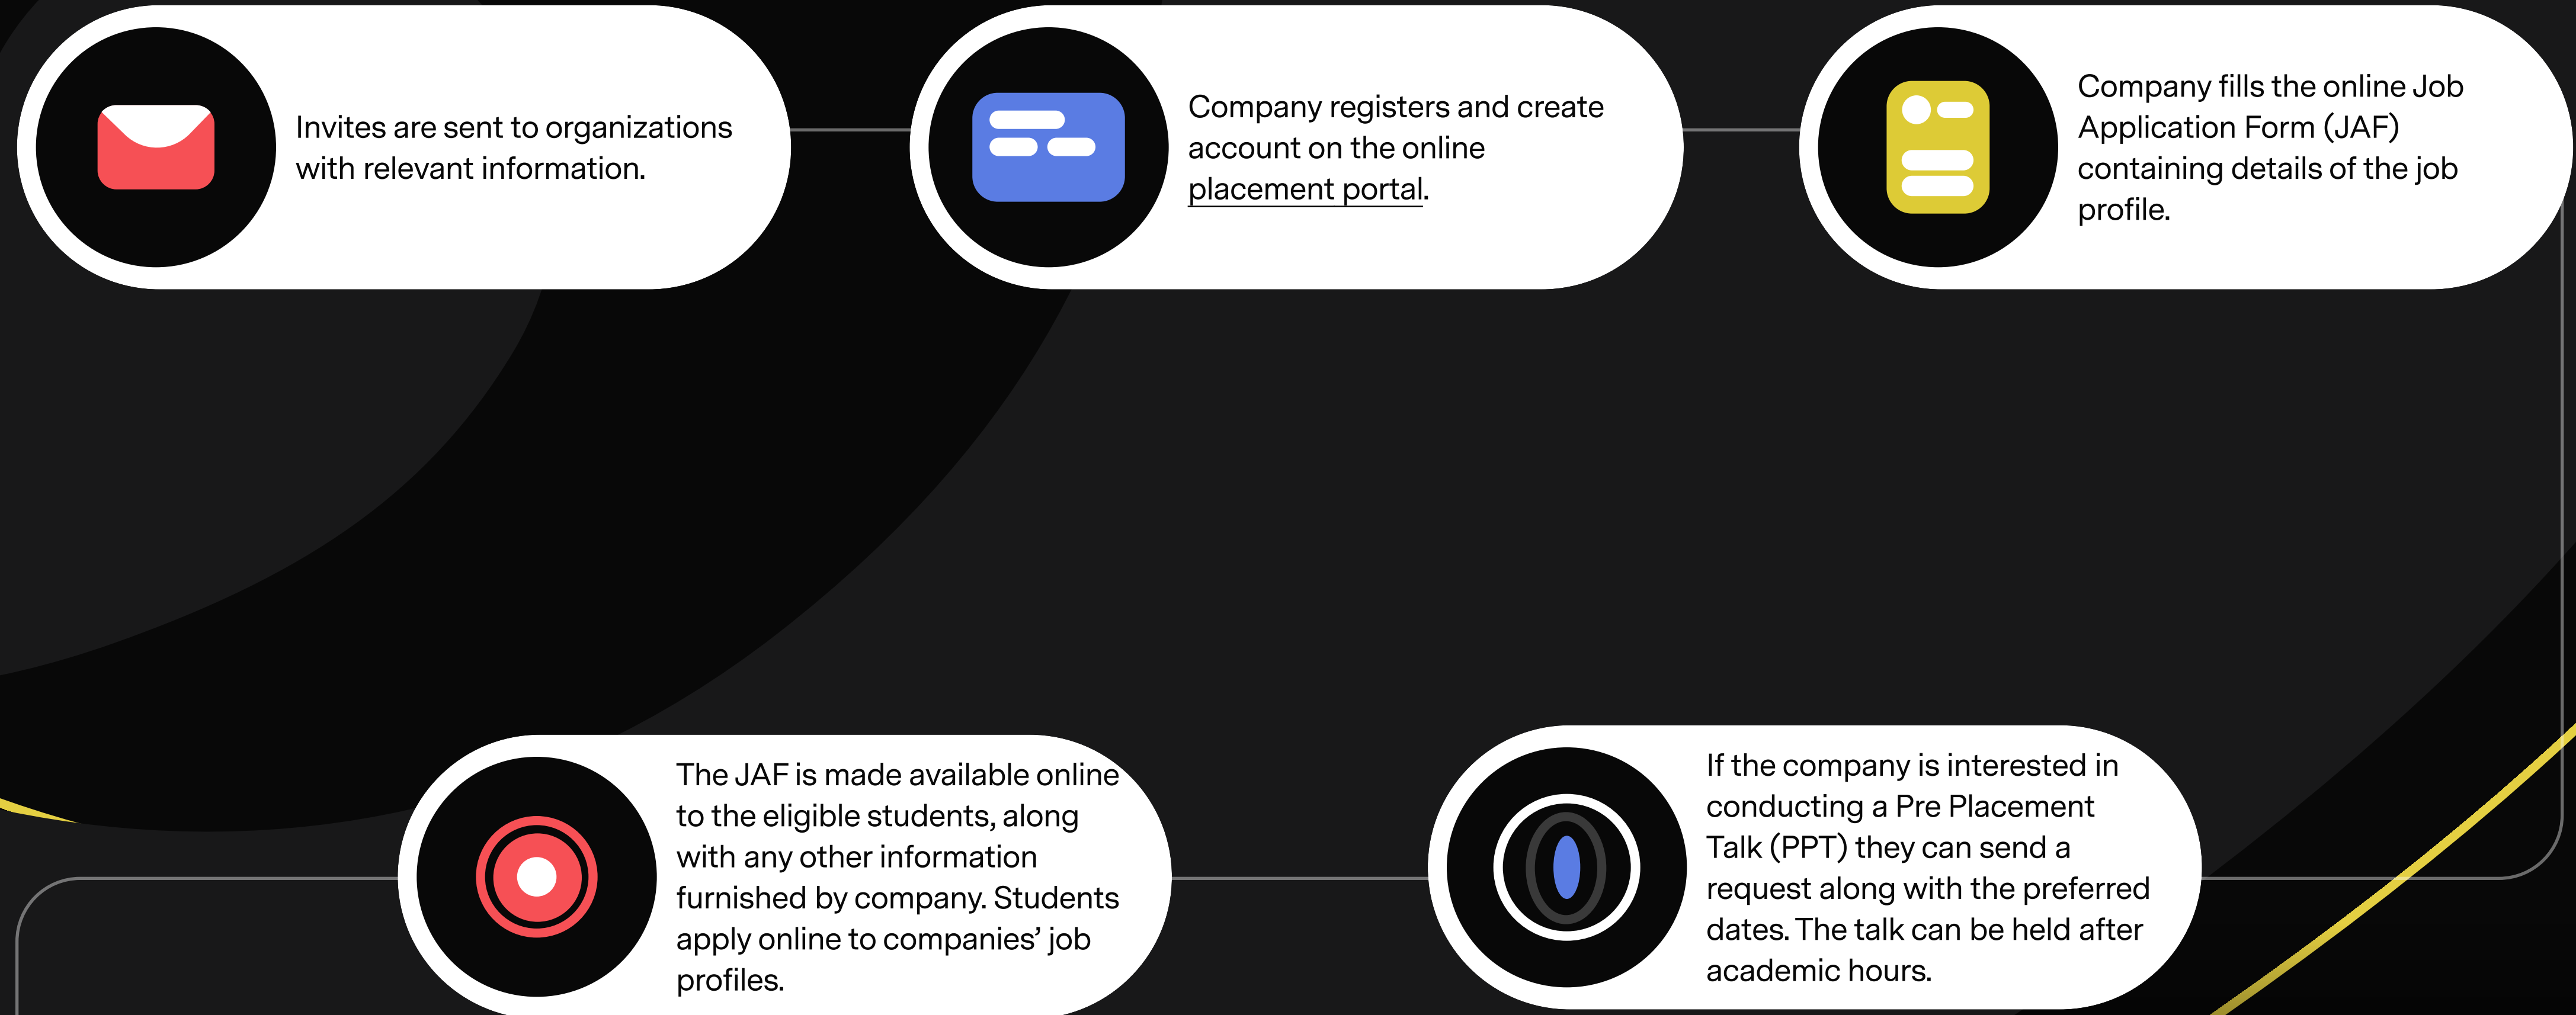 Invites are sent to organizations
with relevant information.
Company registers and create
account on the online
placement portal.
Company fills the online Job
Application Form (JAF)
containing details of the job
profile.
If the company is interested in
conducting a Pre Placement
Talk (PPT) they can send a
request along with the preferred
dates. The talk can be held after
academic hours.
The JAF is made available online
to the eligible students, along
with any other information
furnished by company. Students
apply online to companies’ job
profiles.